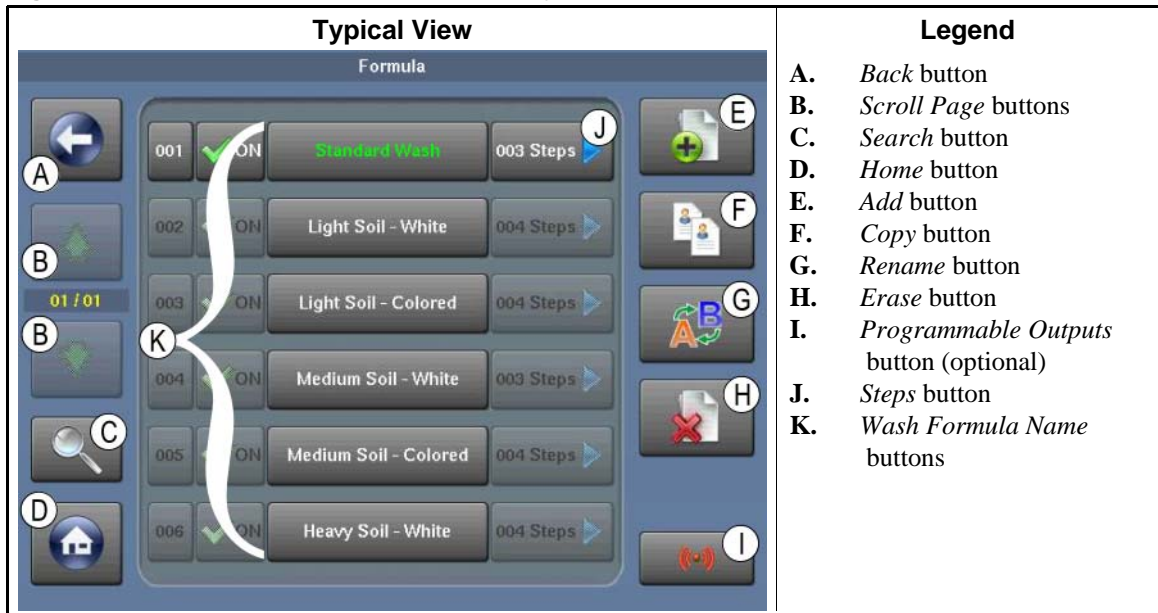 Typical View
Formula
A
B
01 / 01
B
C
D
001 ON Standard Wash 003 Steps J
002 ON Light Soil - White 004 Steps
003 ON Light Soil - Colored 004 Steps
K
004 ON Medium Soil - White 003 Steps
005 ON Medium Soil - Colored 004 Steps
006 ON Heavy Soil - White 004 Steps
E
F
A B G
H
I
Legend
A. Back button
B. Scroll Page buttons
C. Search button
D. Home button
E. Add button
F. Copy button
G. Rename button
H. Erase button
I. Programmable Outputs
button (optional)
J. Steps button
K. Wash Formula Name
buttons